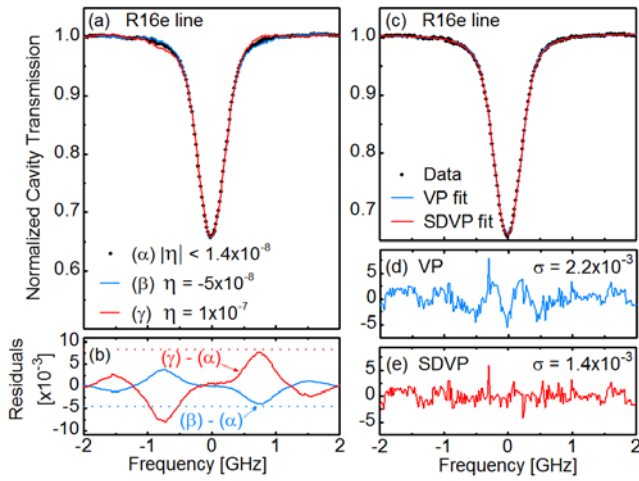 (a) R16e line
Normalized Cavity Transmission
1.0
0.9
0.8
0.7
0.6
(α) |η| < 1.4x10⁻⁸
(β) η = -5x10⁻⁸
(γ) η = 1x10⁻⁷
(b)
Residuals
[x10⁻³]
10
5
0
-5
-10
(γ) - (α)
(β) - (α)
-2 -1 0 1 2
Frequency [GHz]
(c) R16e line
1.0
0.9
0.8
0.7
Data
VP fit
SDVP fit
(d) VP σ = 2.2x10⁻³
5
0
-5
(e) SDVP σ = 1.4x10⁻³
5
0
-5
-2 -1 0 1 2
Frequency [GHz]